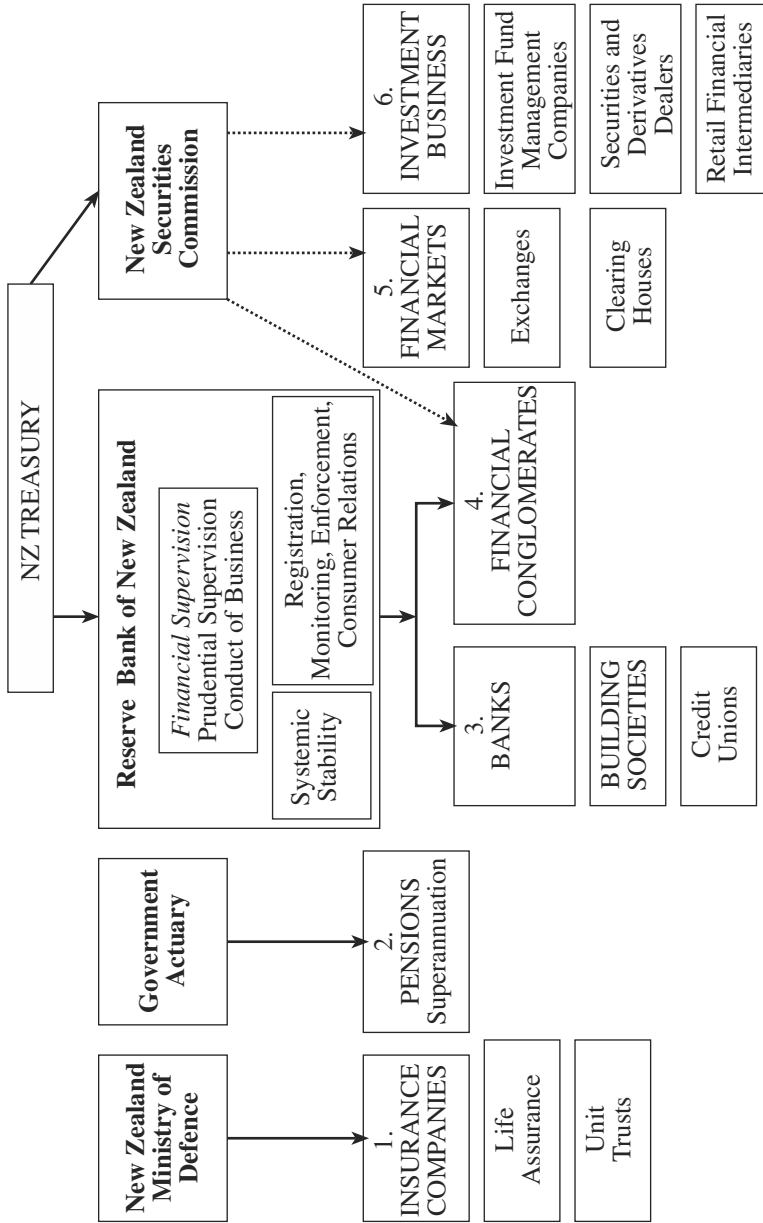 NZ TREASURY
New Zealand
Ministry of
Defence
Government
Actuary
Reserve Bank of New Zealand
Financial Supervision
Prudential Supervision
Conduct of Business
Systemic
Stability
Registration,
Monitoring, Enforcement,
Consumer Relations
New Zealand
Securities
Commission
1.
INSURANCE
COMPANIES
Life
Assurance
Unit
Trusts
2.
PENSIONS
Superannuation
3.
BANKS
BUILDING
SOCIETIES
Credit
Unions
4.
FINANCIAL
CONGLOMERATES
5.
FINANCIAL
MARKETS
Exchanges
Clearing
Houses
6.
INVESTMENT
BUSINESS
Investment Fund
Management
Companies
Securities and
Derivatives
Dealers
Retail Financial
Intermediaries